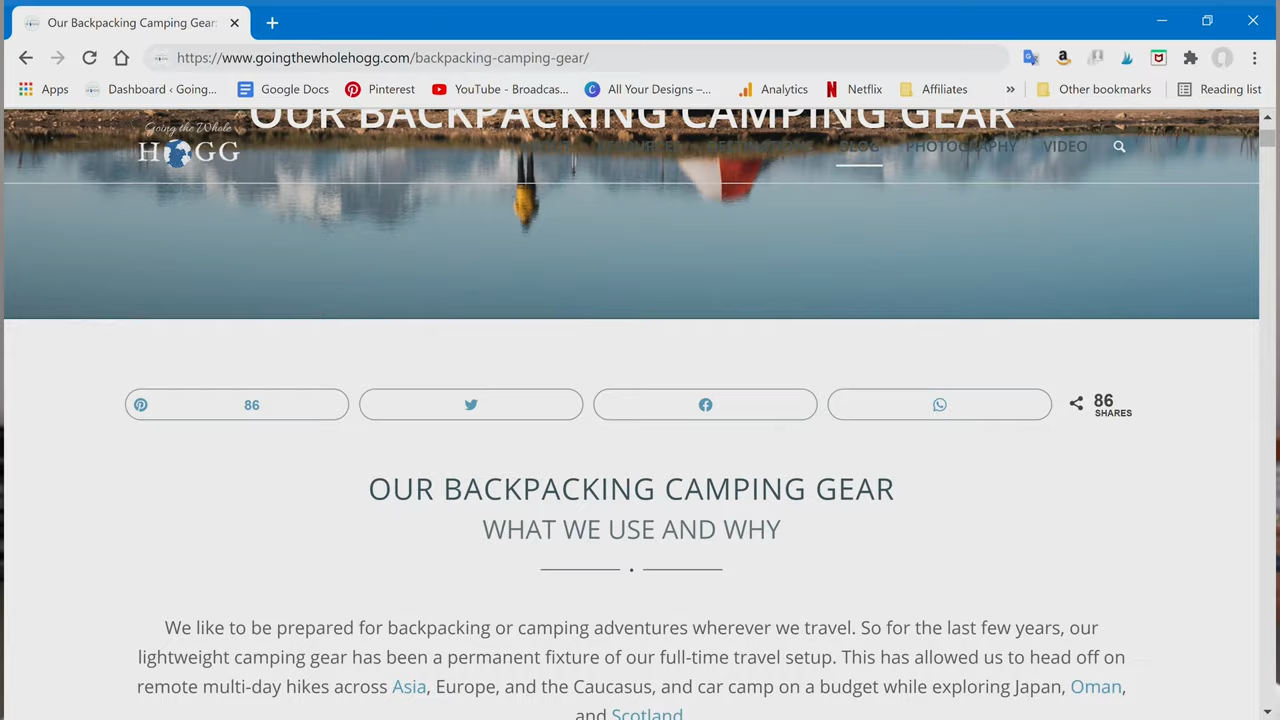 Our Backpacking Camping Gear:
https://www.goingthewholehogg.com/backpacking-camping-gear/
Apps Dashboard ‹ Going... Google Docs Pinterest YouTube - Broadcas... All Your Designs –... Analytics Netflix Affiliates » Other bookmarks Reading list
OUR BACKPACKING CAMPING GEAR
Going the Whole
HOGG
BLOG PHOTOGRAPHY VIDEO
86
86
SHARES
OUR BACKPACKING CAMPING GEAR
WHAT WE USE AND WHY
We like to be prepared for backpacking or camping adventures wherever we travel. So for the last few years, our
lightweight camping gear has been a permanent fixture of our full-time travel setup. This has allowed us to head off on
remote multi-day hikes across Asia, Europe, and the Caucasus, and car camp on a budget while exploring Japan, Oman,
and Scotland